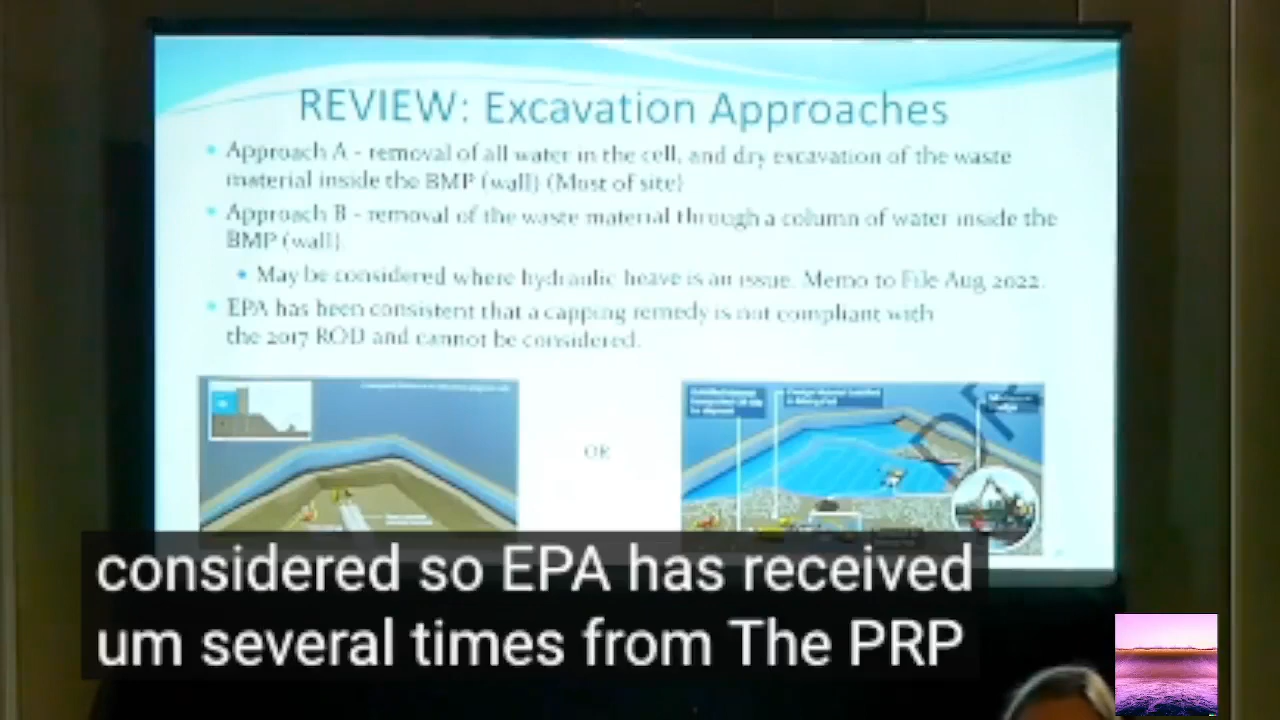 REVIEW: Excavation Approaches
Approach A - removal of all water in the cell, and dry excavation of the waste
material inside the BMP (wall) (Most of site)
Approach B - removal of the waste material through a column of water inside the
BMP (wall).
May be considered where hydraulic heave is an issue. Memo to File Aug 2022.
EPA has been consistent that a capping remedy is not compliant with
the 2017 ROD and cannot be considered.
OR
considered so EPA has received
um several times from The PRP